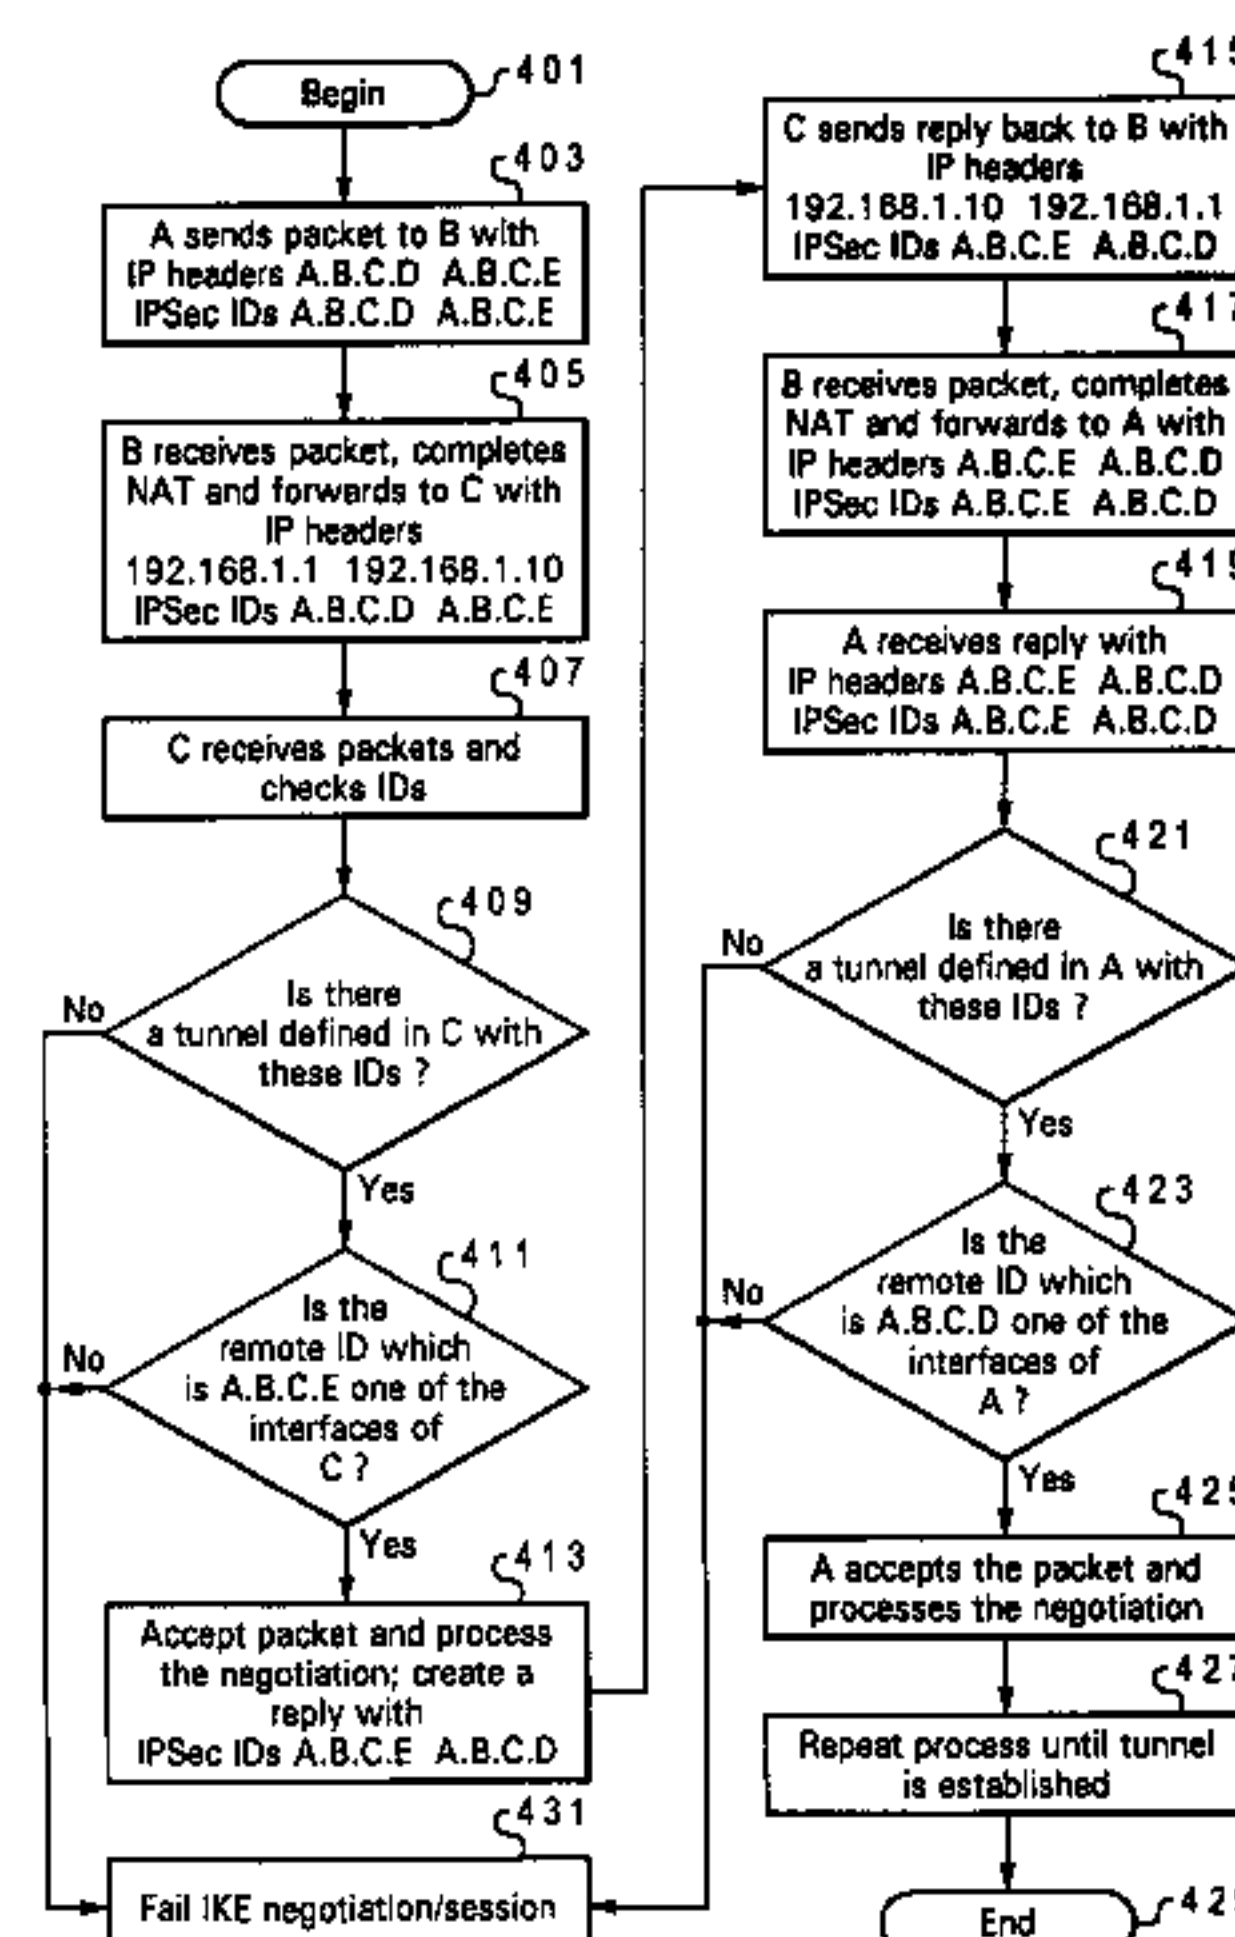 Begin
401
403
A sends packet to B with
IP headers A.B.C.D A.B.C.E
IPSec IDs A.B.C.D A.B.C.E
405
B receives packet, completes
NAT and forwards to C with
IP headers
192.168.1.1 192.168.1.10
IPSec IDs A.B.C.D A.B.C.E
407
C receives packets and
checks IDs
409
Is there
a tunnel defined in C with
these IDs ?
No
Yes
411
Is the
remote ID which
is A.B.C.E one of the
interfaces of
C ?
No
Yes
413
Accept packet and process
the negotiation; create a
reply with
IPSec IDs A.B.C.E A.B.C.D
431
Fail IKE negotiation/session
415
C sends reply back to B with
IP headers
192.168.1.10 192.168.1.1
IPSec IDs A.B.C.E A.B.C.D
417
B receives packet, completes
NAT and forwards to A with
IP headers A.B.C.E A.B.C.D
IPSec IDs A.B.C.E A.B.C.D
419
A receives reply with
IP headers A.B.C.E A.B.C.D
IPSec IDs A.B.C.E A.B.C.D
421
Is there
a tunnel defined in A with
these IDs ?
No
Yes
423
Is the
remote ID which
is A.B.C.D one of the
interfaces of
A ?
No
Yes
425
A accepts the packet and
processes the negotiation
427
Repeat process until tunnel
is established
429
End